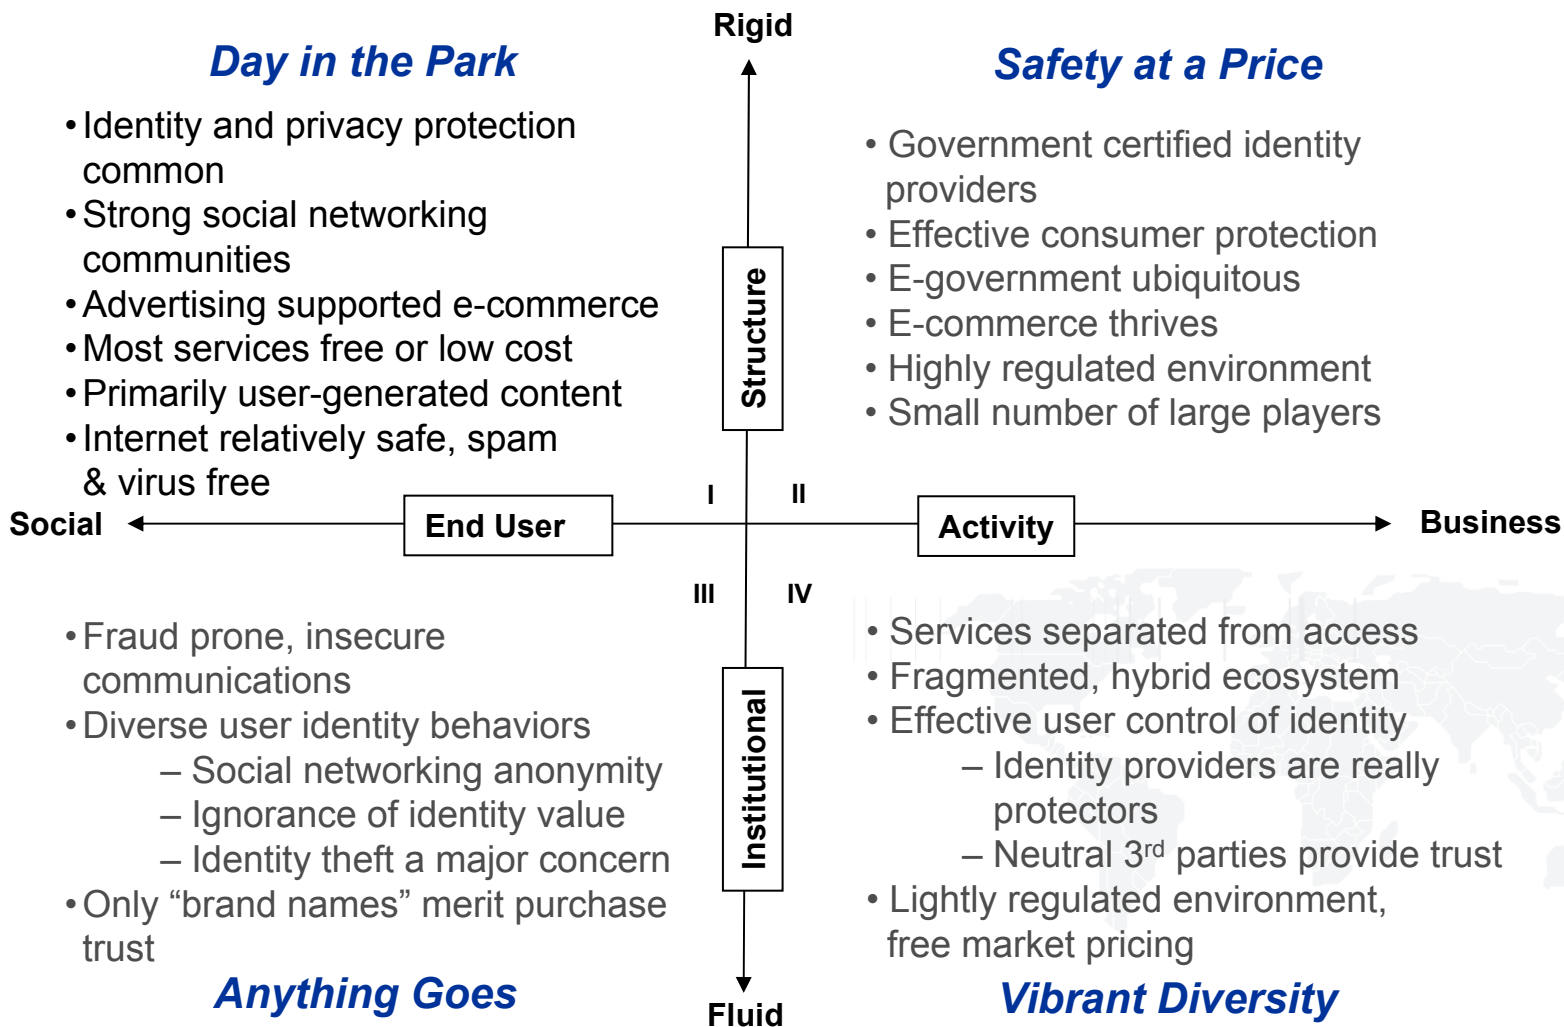 Rigid
Day in the Park
• Identity and privacy protection
common
• Strong social networking
communities
• Advertising supported e-commerce
• Most services free or low cost
• Primarily user-generated content
• Internet relatively safe, spam
& virus free
Safety at a Price
• Government certified identity
providers
• Effective consumer protection
• E-government ubiquitous
• E-commerce thrives
• Highly regulated environment
• Small number of large players
Structure
I
II
Social
End User
Activity
Business
III
IV
• Fraud prone, insecure
communications
• Diverse user identity behaviors
– Social networking anonymity
– Ignorance of identity value
– Identity theft a major concern
• Only “brand names” merit purchase
trust
Anything Goes
Institutional
• Services separated from access
• Fragmented, hybrid ecosystem
• Effective user control of identity
– Identity providers are really
protectors
– Neutral 3rd parties provide trust
• Lightly regulated environment,
free market pricing
Vibrant Diversity
Fluid